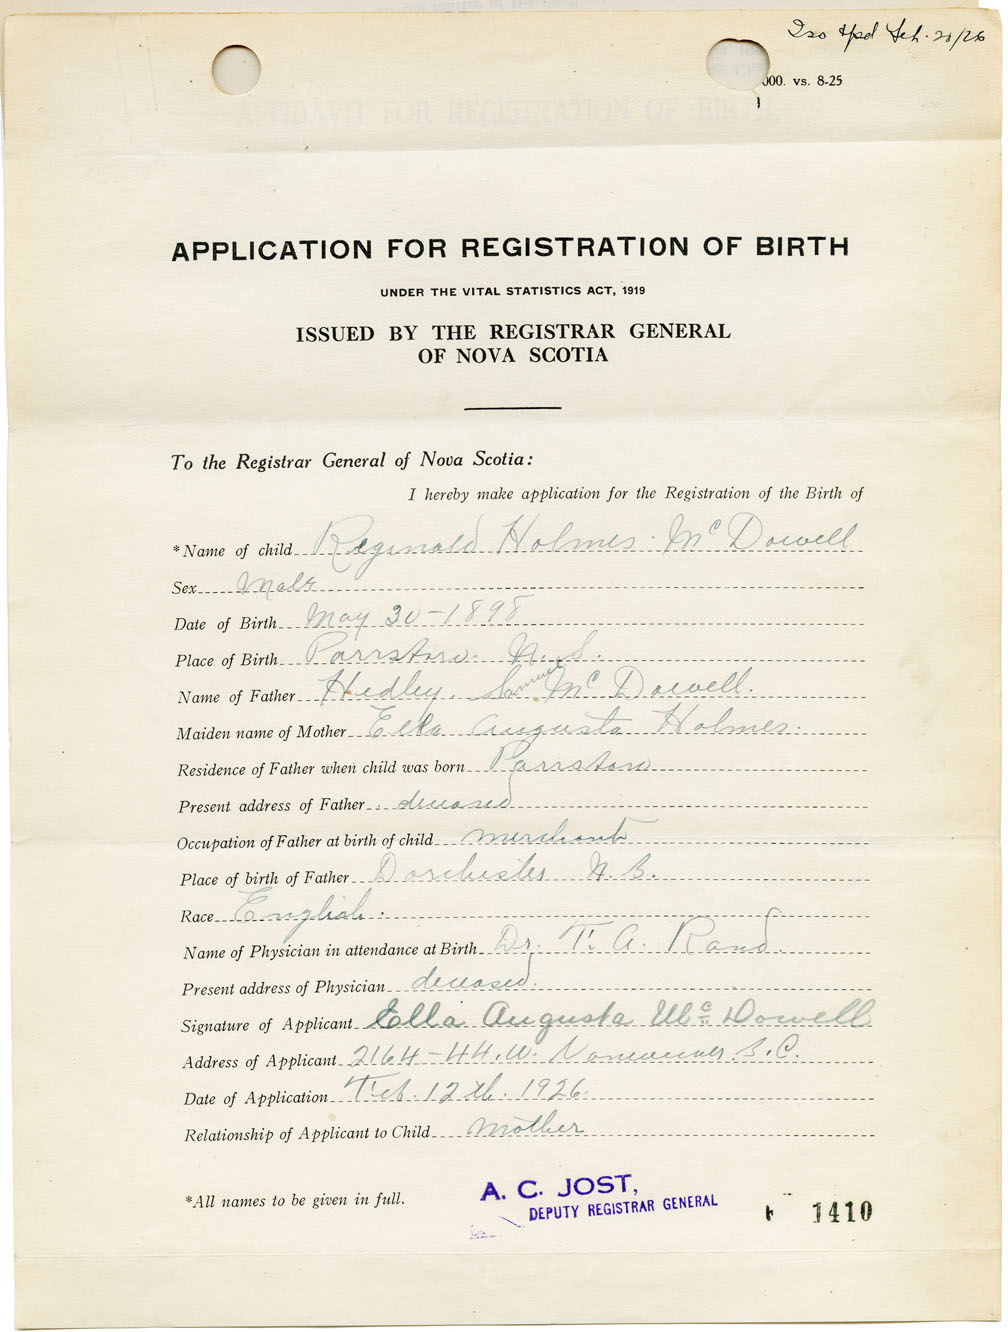 Feb. 20/26
000. vs. 8-25
APPLICATION FOR REGISTRATION OF BIRTH
UNDER THE VITAL STATISTICS ACT, 1919
ISSUED BY THE REGISTRAR GENERAL
OF NOVA SCOTIA
To the Registrar General of Nova Scotia:
I hereby make application for the Registration of the Birth of
*Name of child Reginald Holmes McDowell
Sex Male
Date of Birth May 30-1898
Place of Birth Parrsboro. N.S.
Name of Father Hedley. Samuel McDowell.
Maiden name of Mother Ella Augusta Holmes.
Residence of Father when child was born Parrsboro
Present address of Father deceased
Occupation of Father at birth of child merchant
Place of birth of Father Dorchester N.B.
Race English.
Name of Physician in attendance at Birth Dr. T. A. Rand.
Present address of Physician deceased.
Signature of Applicant Ella Augusta McDowell
Address of Applicant 2164-44.W. Vancouver. B.C.
Date of Application Feb. 12th. 1926.
Relationship of Applicant to Child Mother
*All names to be given in full.
A. C. JOST,
DEPUTY REGISTRAR GENERAL
1410